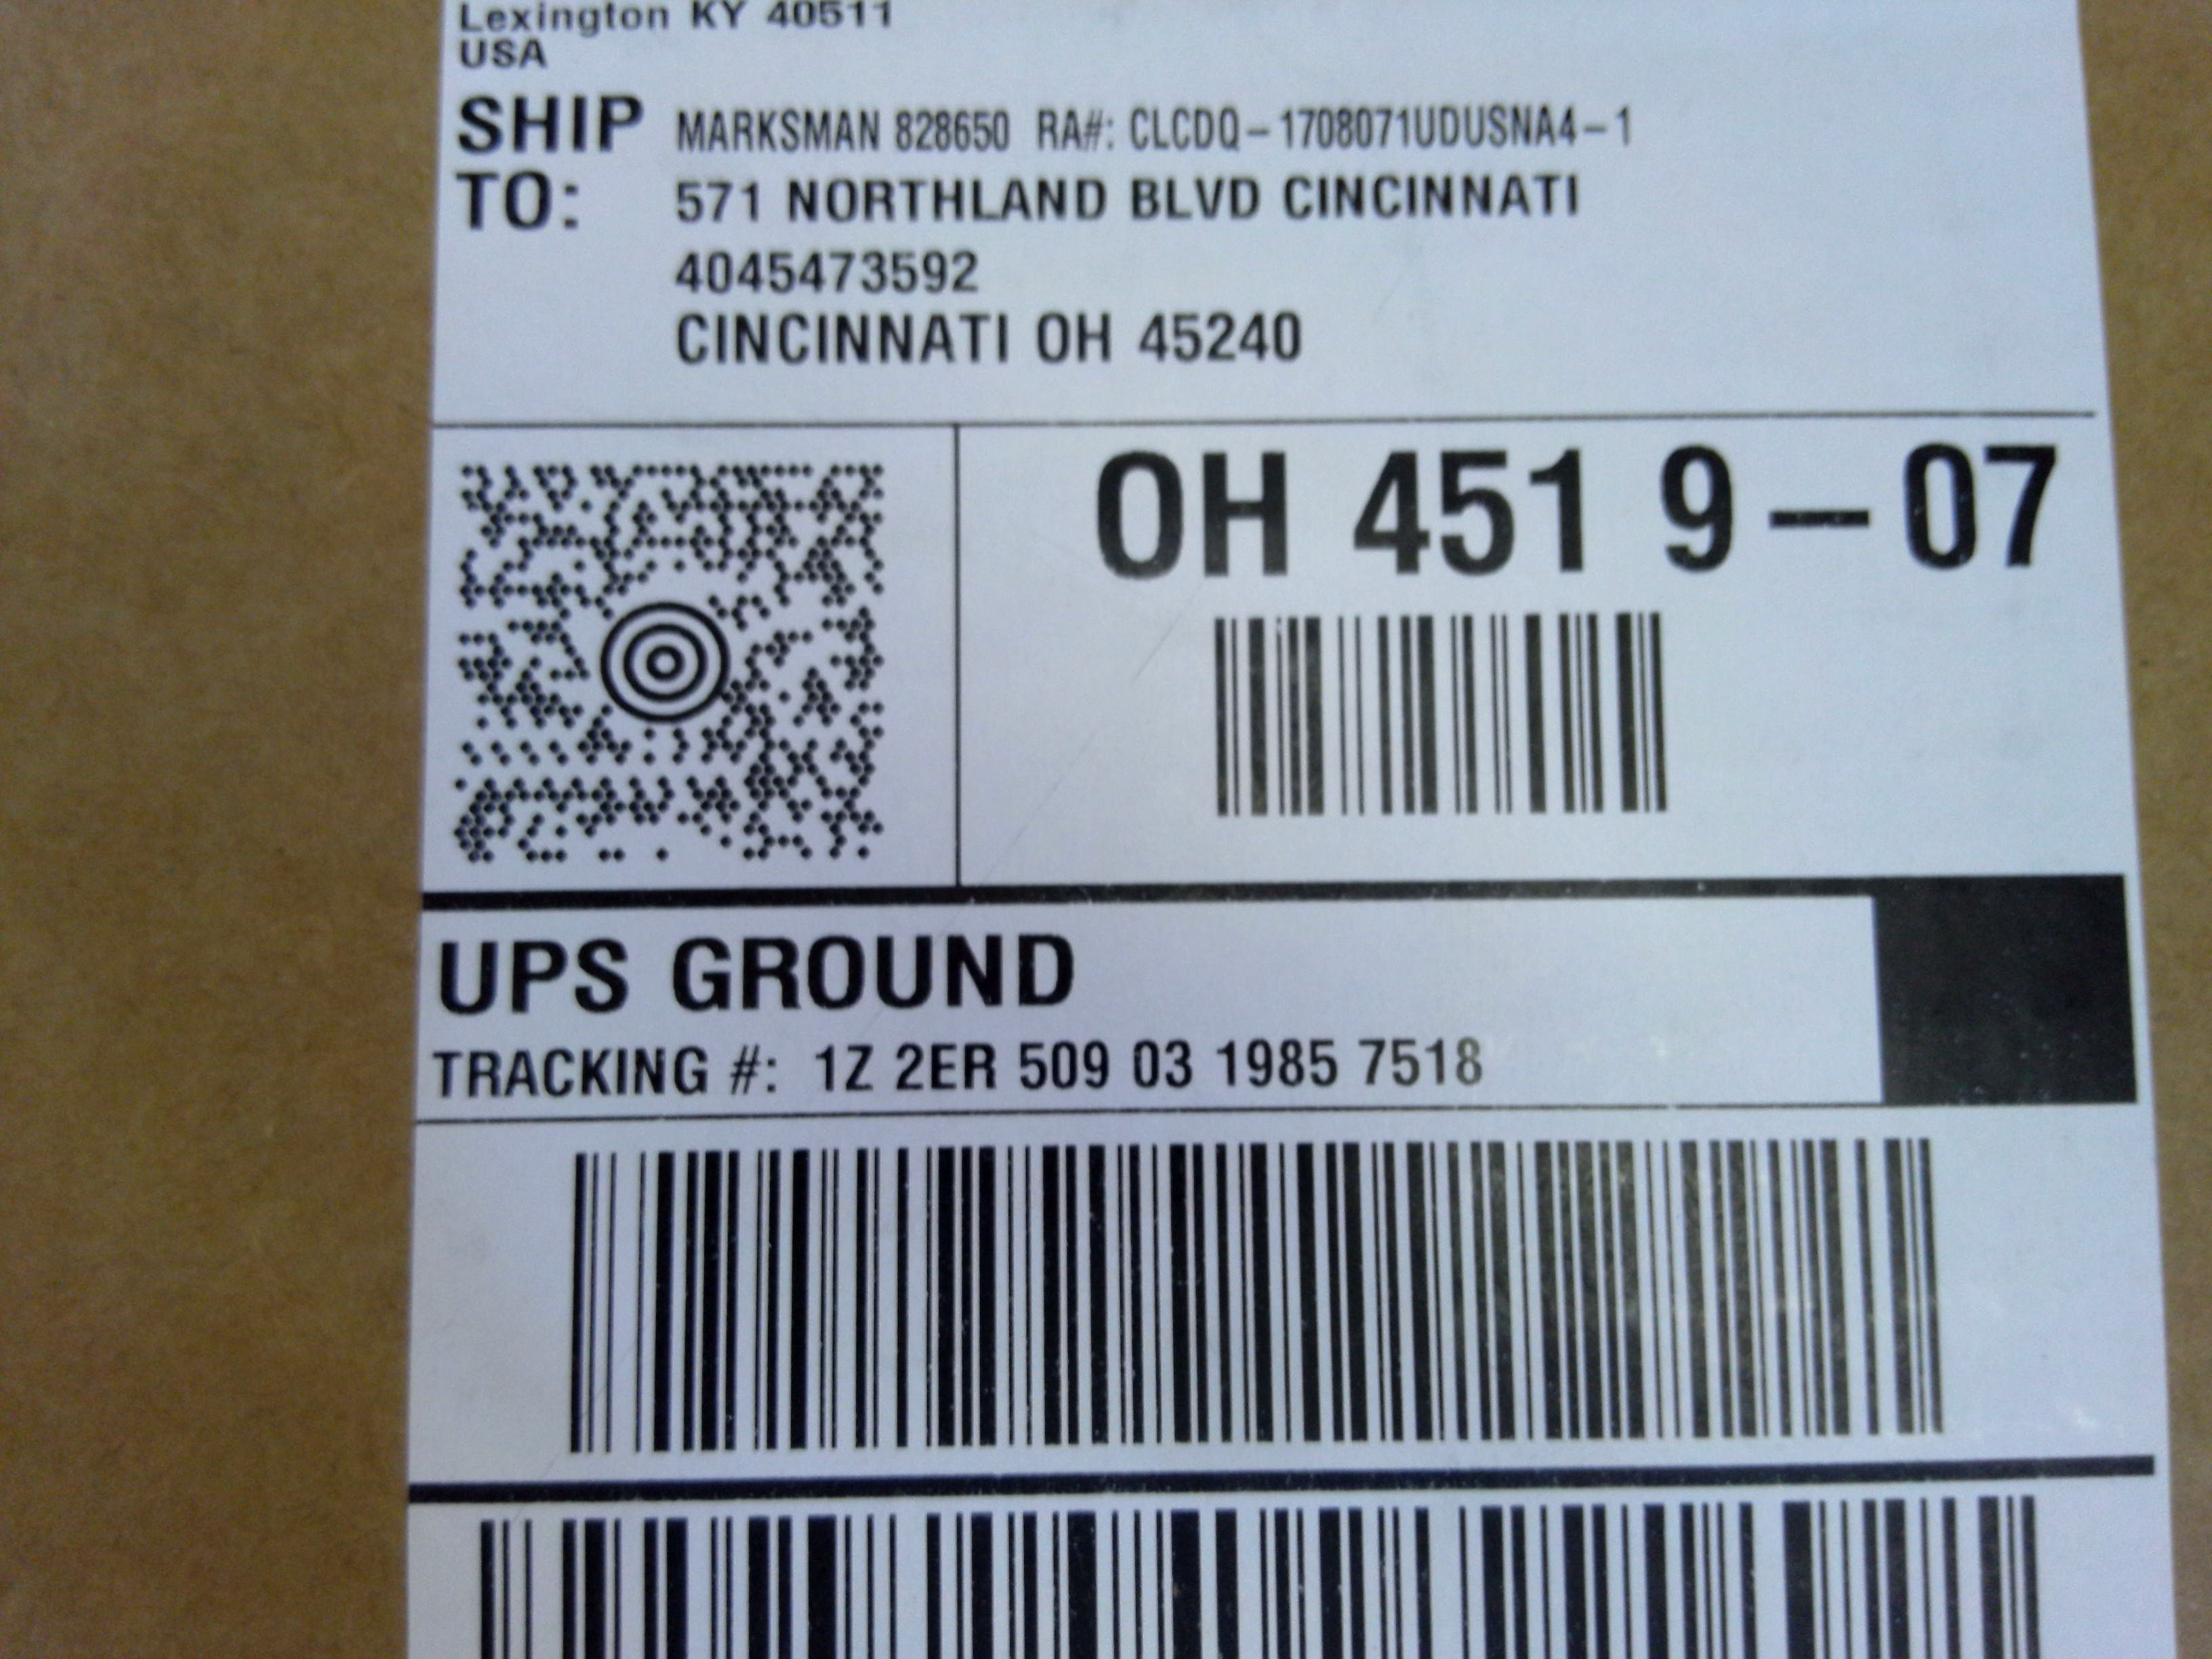 Lexington KY 40511
USA
SHIP TO:
MARKSMAN 828650 RA#: CLCDQ-1708071UDUSNA4-1
571 NORTHLAND BLVD CINCINNATI
4045473592
CINCINNATI OH 45240
OH 451 9-07
UPS GROUND
TRACKING #: 1Z 2ER 509 03 1985 7518